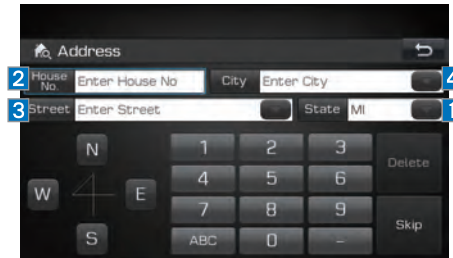 Address
2 House No. Enter House No City Enter City 4
3 Street Enter Street State MI 1
N 1 2 3 Delete
W E 4 5 6
7 8 9 Skip
S ABC 0 -